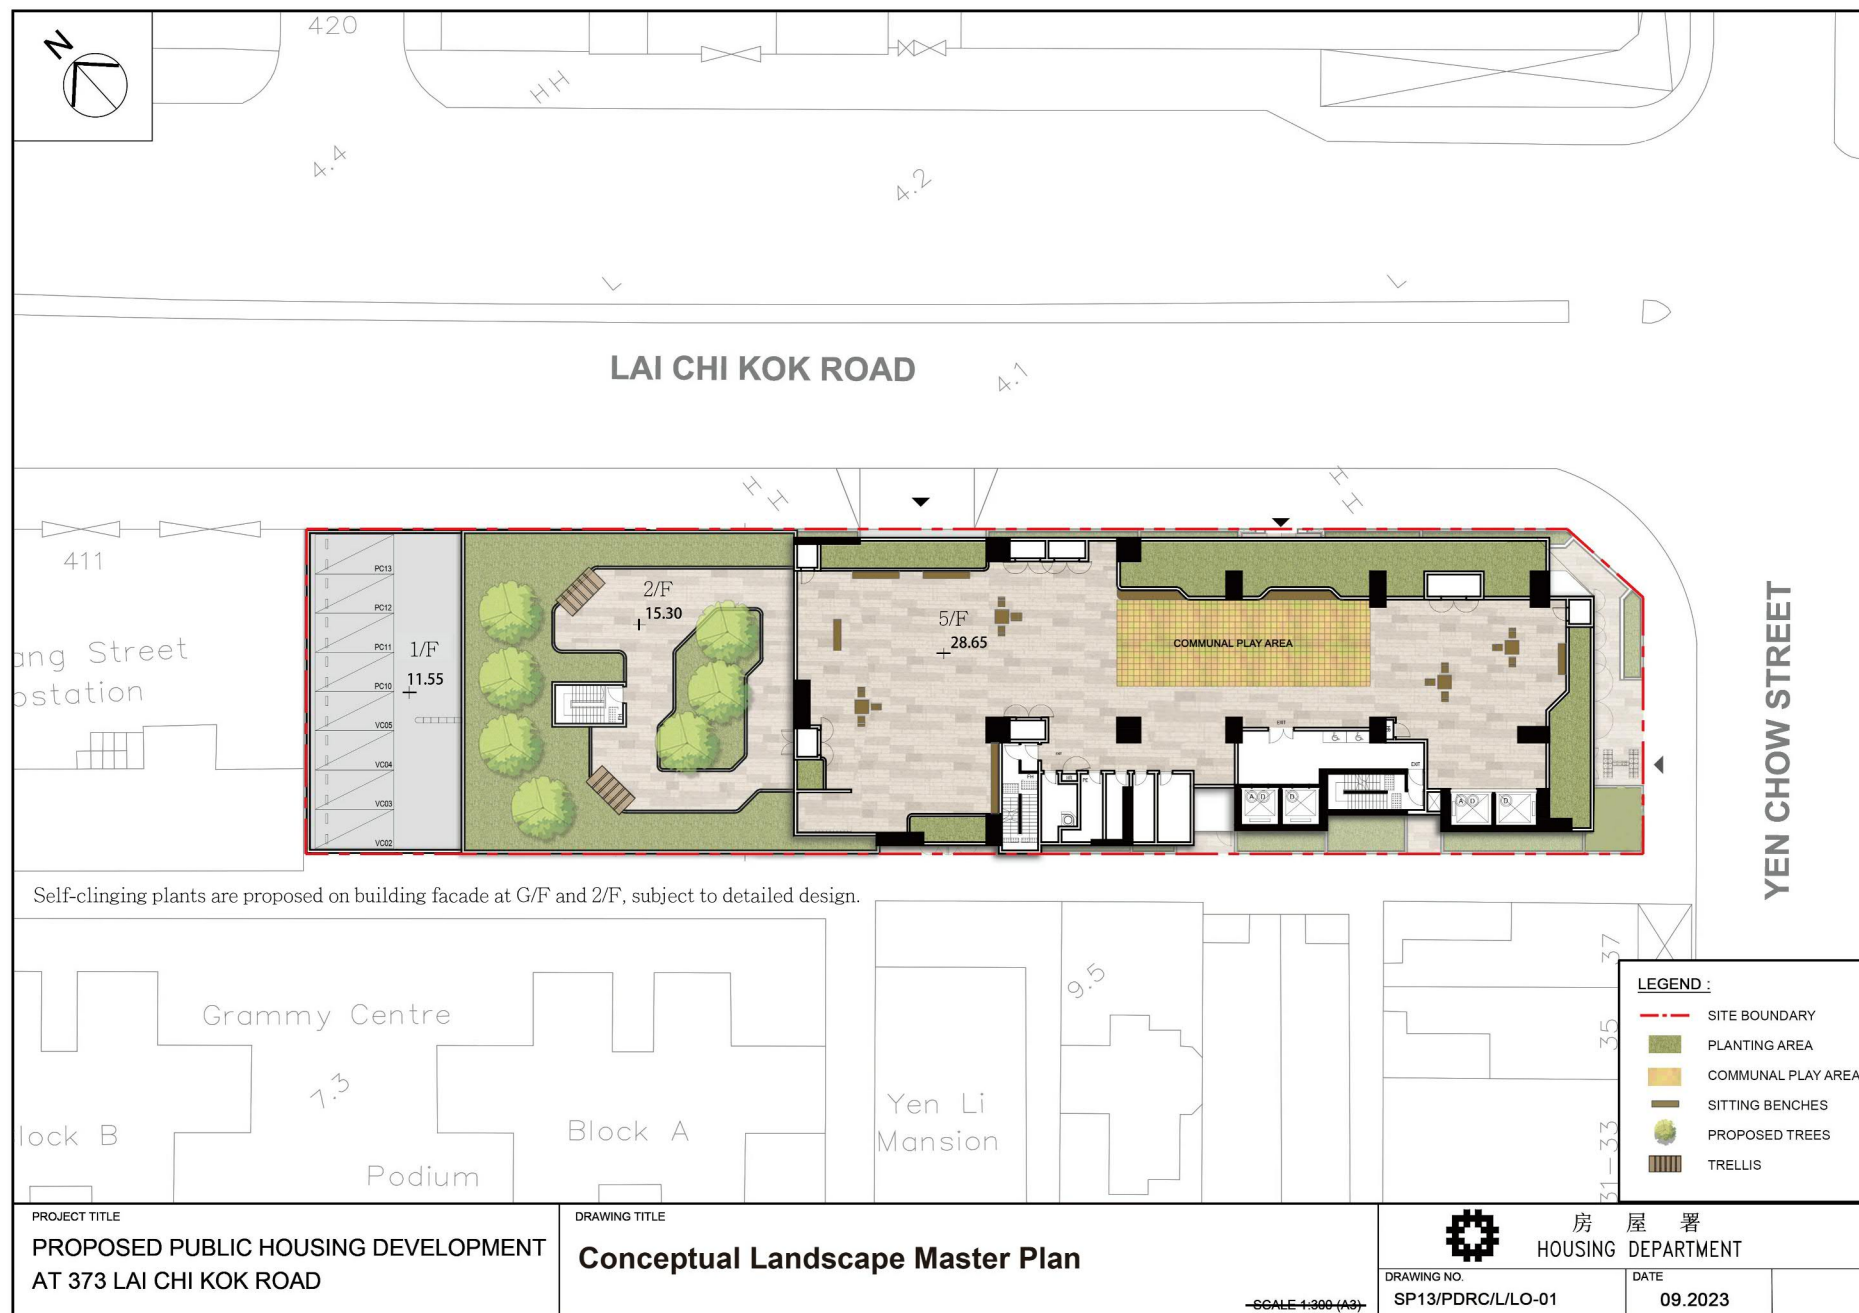 N
420
HH
4.4
4.2
L
L
LAI CHI KOK ROAD
4.1
H
H
H
H
411
ang Street
ostation
PC13
PC12
PC11
PC10
VC05
VC04
VC03
VC02
1/F
11.55
2/F
15.30
5/F
28.65
COMMUNAL PLAY AREA
EXIT
EXIT
A D
D
A D
D
YEN CHOW STREET
Self-clinging plants are proposed on building facade at G/F and 2/F, subject to detailed design.
Grammy Centre
7.3
lock B
Block A
Podium
Yen Li
Mansion
9.5
37
35
31-33
LEGEND :
SITE BOUNDARY
PLANTING AREA
COMMUNAL PLAY AREA
SITTING BENCHES
PROPOSED TREES
TRELLIS
PROJECT TITLE
PROPOSED PUBLIC HOUSING DEVELOPMENT
AT 373 LAI CHI KOK ROAD
DRAWING TITLE
Conceptual Landscape Master Plan
SCALE 1:300 (A3)
房屋署
HOUSING DEPARTMENT
DRAWING NO.
SP13/PDRC/L/LO-01
DATE
09.2023